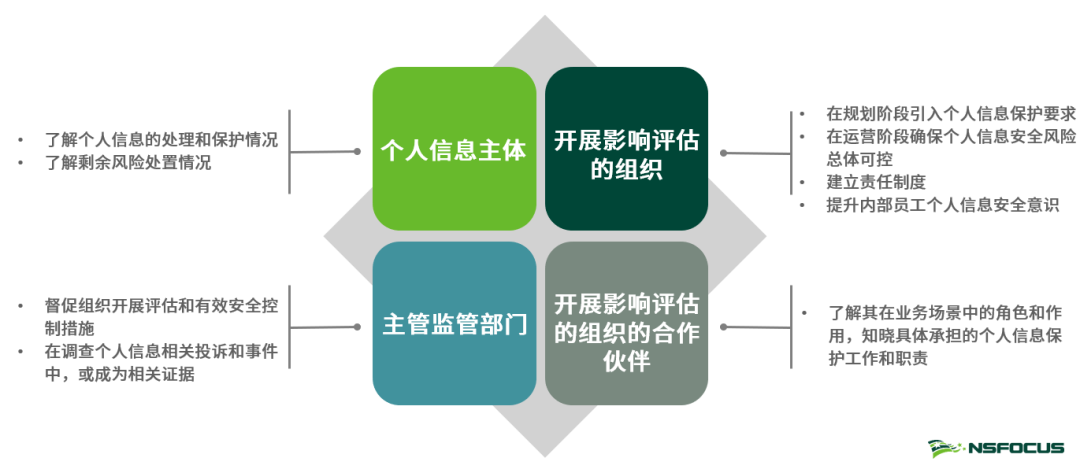 • 了解个人信息的处理和保护情况
• 了解剩余风险处置情况
个人信息主体
开展影响评估
的组织
• 在规划阶段引入个人信息保护要求
• 在运营阶段确保个人信息安全风险
总体可控
• 建立责任制度
• 提升内部员工个人信息安全意识
• 督促组织开展评估和有效安全控
制措施
• 在调查个人信息相关投诉和事件
中，或成为相关证据
主管监管部门
开展影响评估
的组织的合作
伙伴
• 了解其在业务场景中的角色和作
用，知晓具体承担的个人信息保
护工作和职责
NSFOCUS